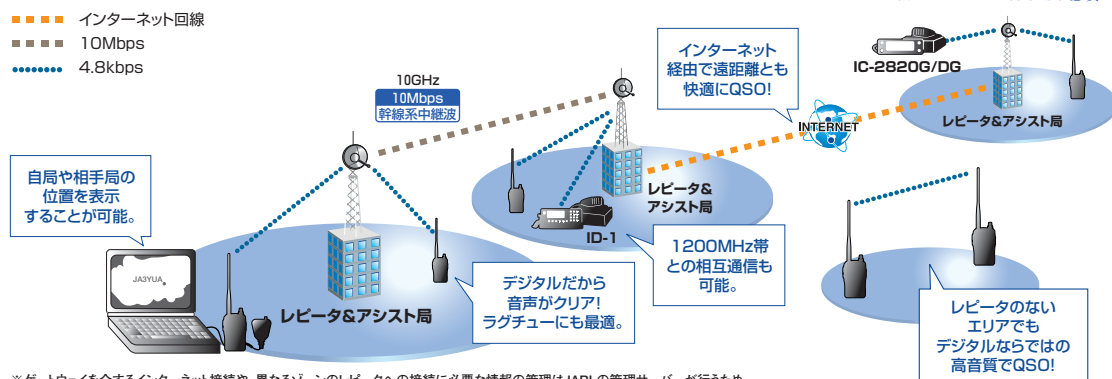 インターネット回線
10Mbps
4.8kbps
10GHz
10Mbps
幹線系中継波
インターネット
経由で遠距離とも
快適にQSO!
IC-2820G/DG
INTERNET
レピータ&アシスト局
自局や相手局の
位置を表示
することが可能。
レピータ&
アシスト局
ID-1
1200MHz帯
との相互通信も
可能。
JA3YUA
デジタルだから
音声がクリア!
ラグチューにも最適。
レピータ&アシスト局
レピータのない
エリアでも
デジタルならではの
高音質でQSO!